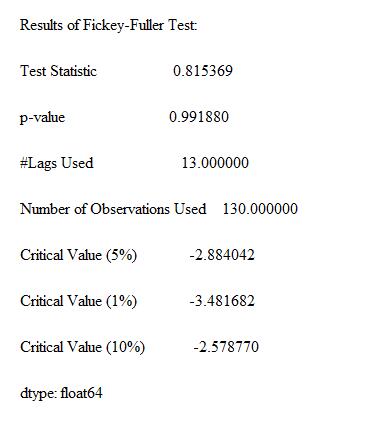 Results of Fickey-Fuller Test:
Test Statistic 0.815369
p-value 0.991880
#Lags Used 13.000000
Number of Observations Used 130.000000
Critical Value (5%) -2.884042
Critical Value (1%) -3.481682
Critical Value (10%) -2.578770
dtype: float64